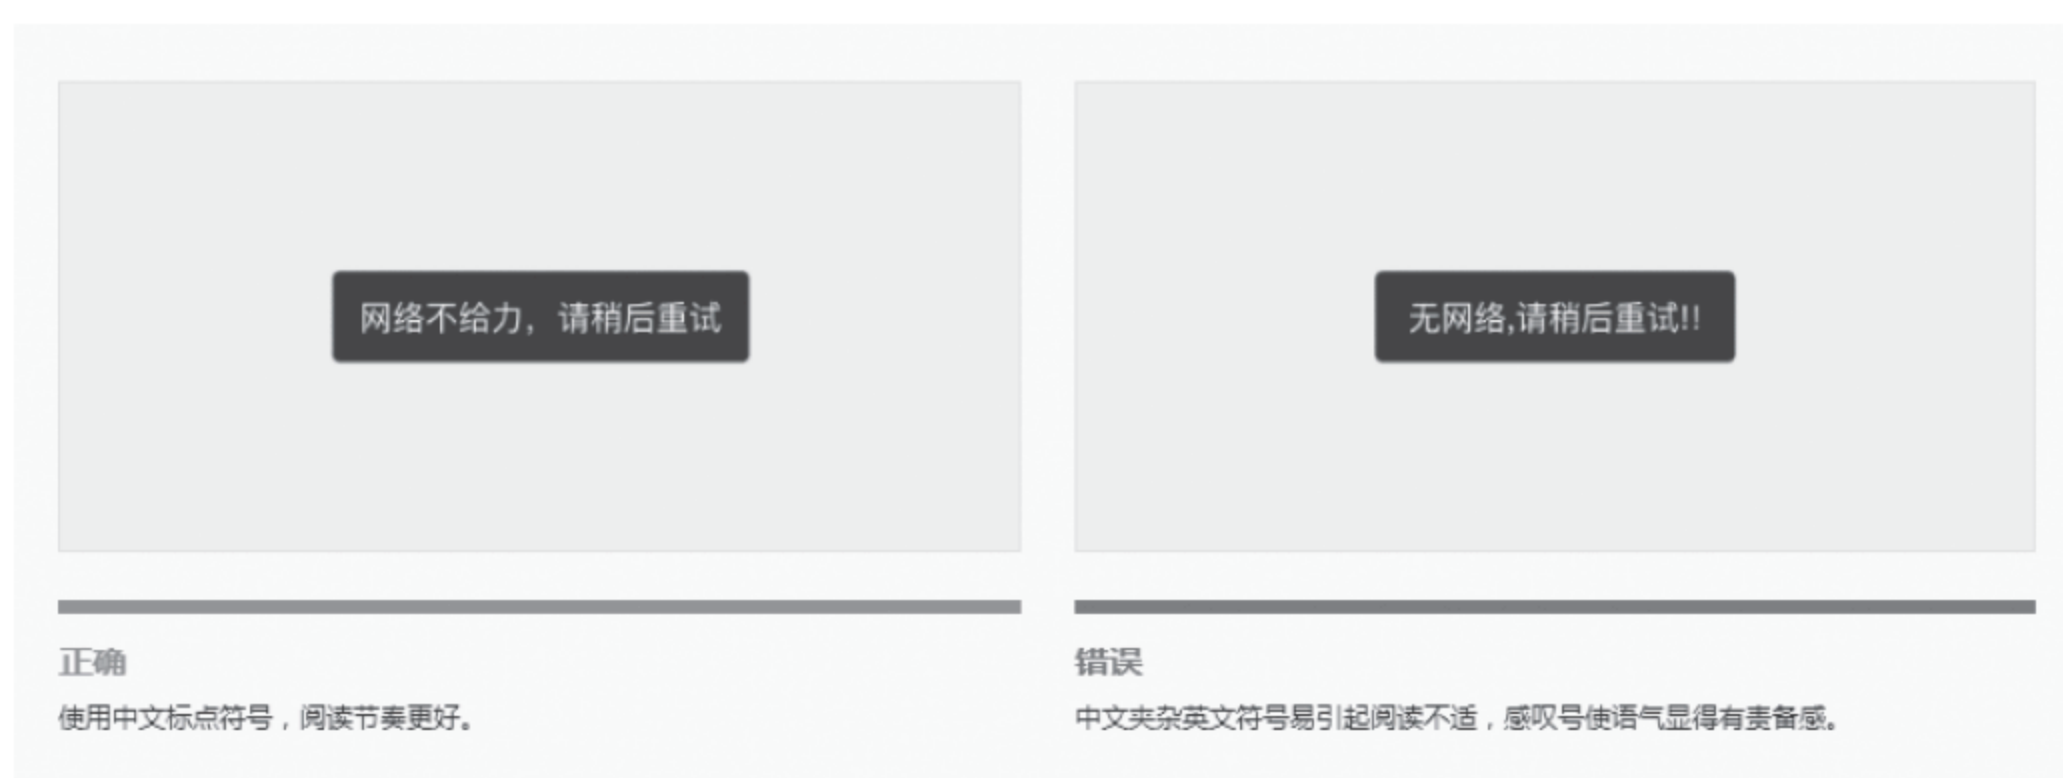 网络不给力，请稍后重试
无网络,请稍后重试!!
正确
使用中文标点符号，阅读节奏更好。
错误
中文夹杂英文符号易引起阅读不适，感叹号使语气显得有责备感。